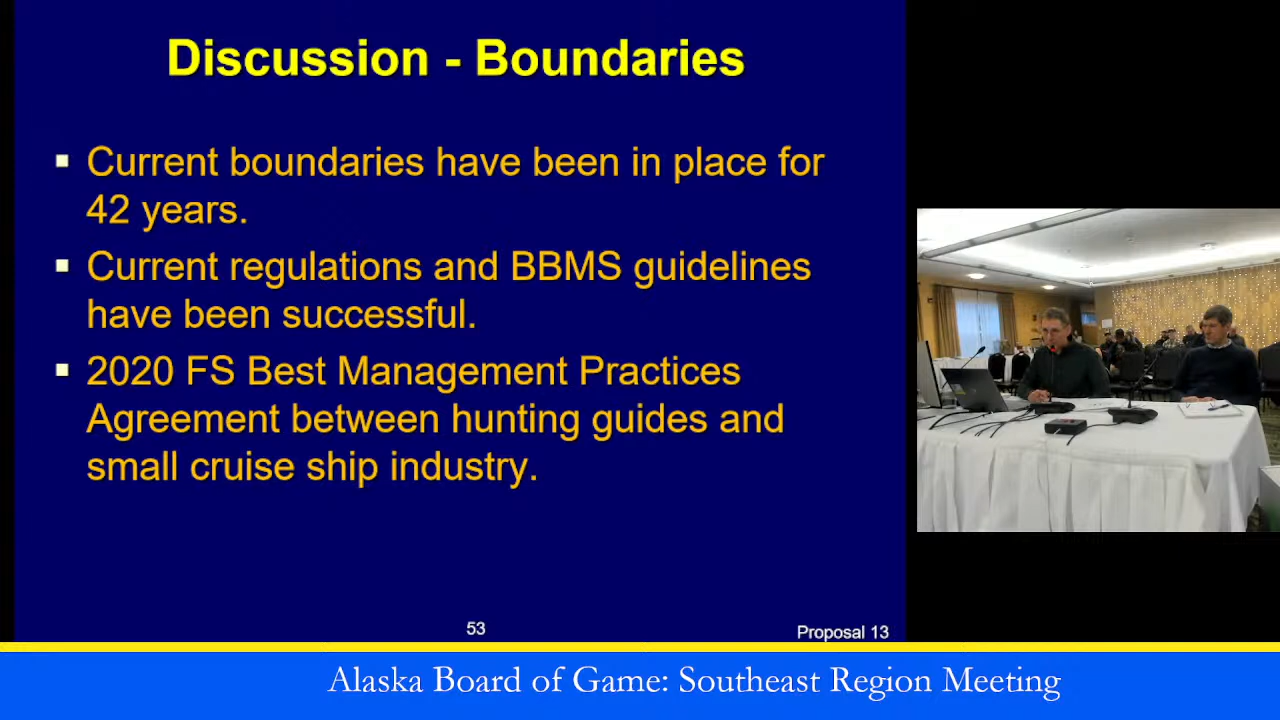 Discussion - Boundaries
▪ Current boundaries have been in place for
42 years.
▪ Current regulations and BBMS guidelines
have been successful.
▪ 2020 FS Best Management Practices
Agreement between hunting guides and
small cruise ship industry.
53
Proposal 13
Alaska Board of Game: Southeast Region Meeting